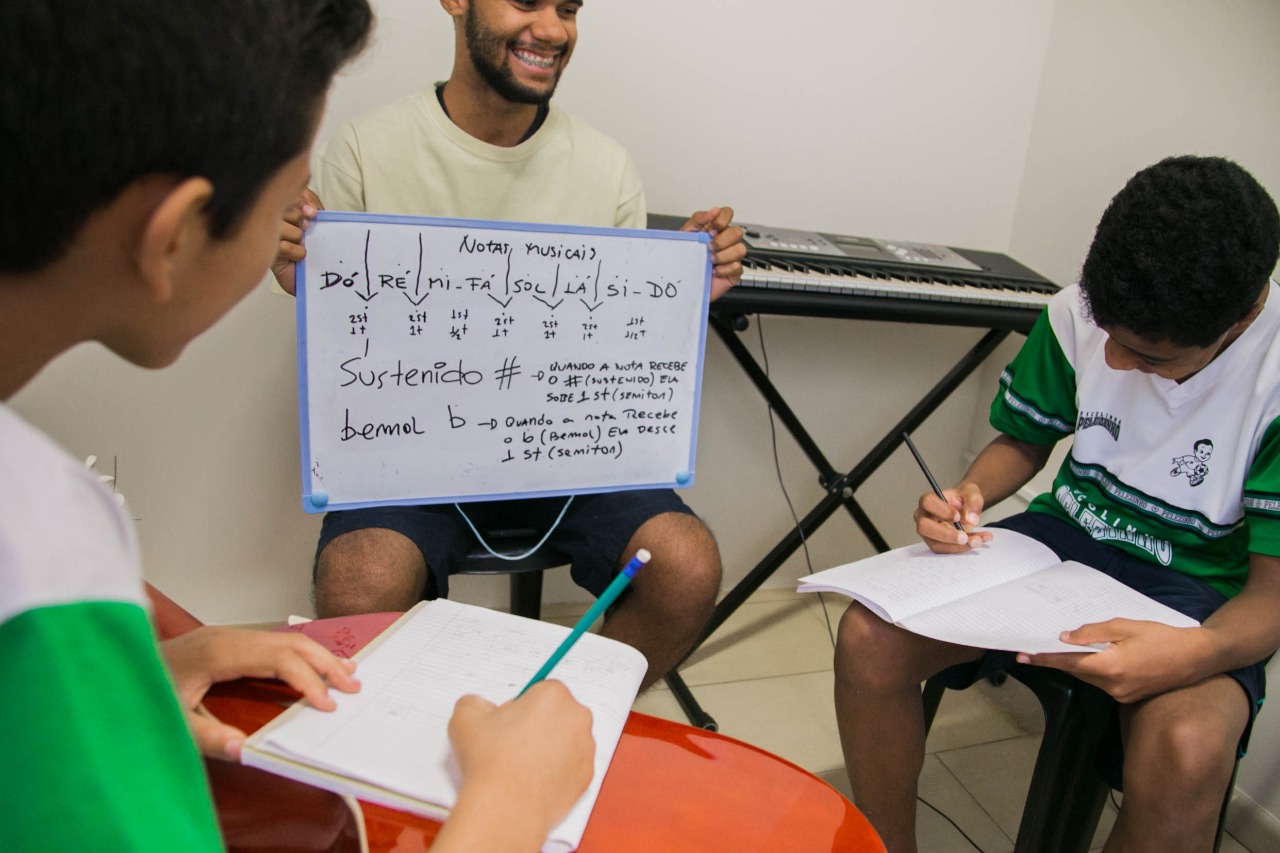 Notas musicais
DÓ RÉ MI - FÁ SOL LÁ SI - DÓ
2st 2st 1st 2st 2st 2st 1st
1t 1t ½t 1t 1t 1t 1/2t
Sustenido # → QUANDO A NOTA RECEBE
O # (SUSTENIDO) ELA
SOBE 1 st (SEMITON)
bemol b → Quando a nota Recebe
o b (Bemol) Ela Desce
1 st (semiton)
PELEZINHO